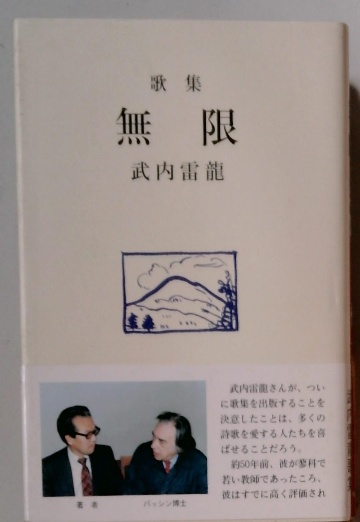 歌集
無限
武内雷龍
武内雷龍さんが、つい
に歌集を出版することを
決意したことは、多くの
詩歌を愛する人たちを喜
ばせることだろう。
約50年前、彼が蓼科で
若い教師であったころ、
彼はすでに高く評価され
著者
パッシン博士